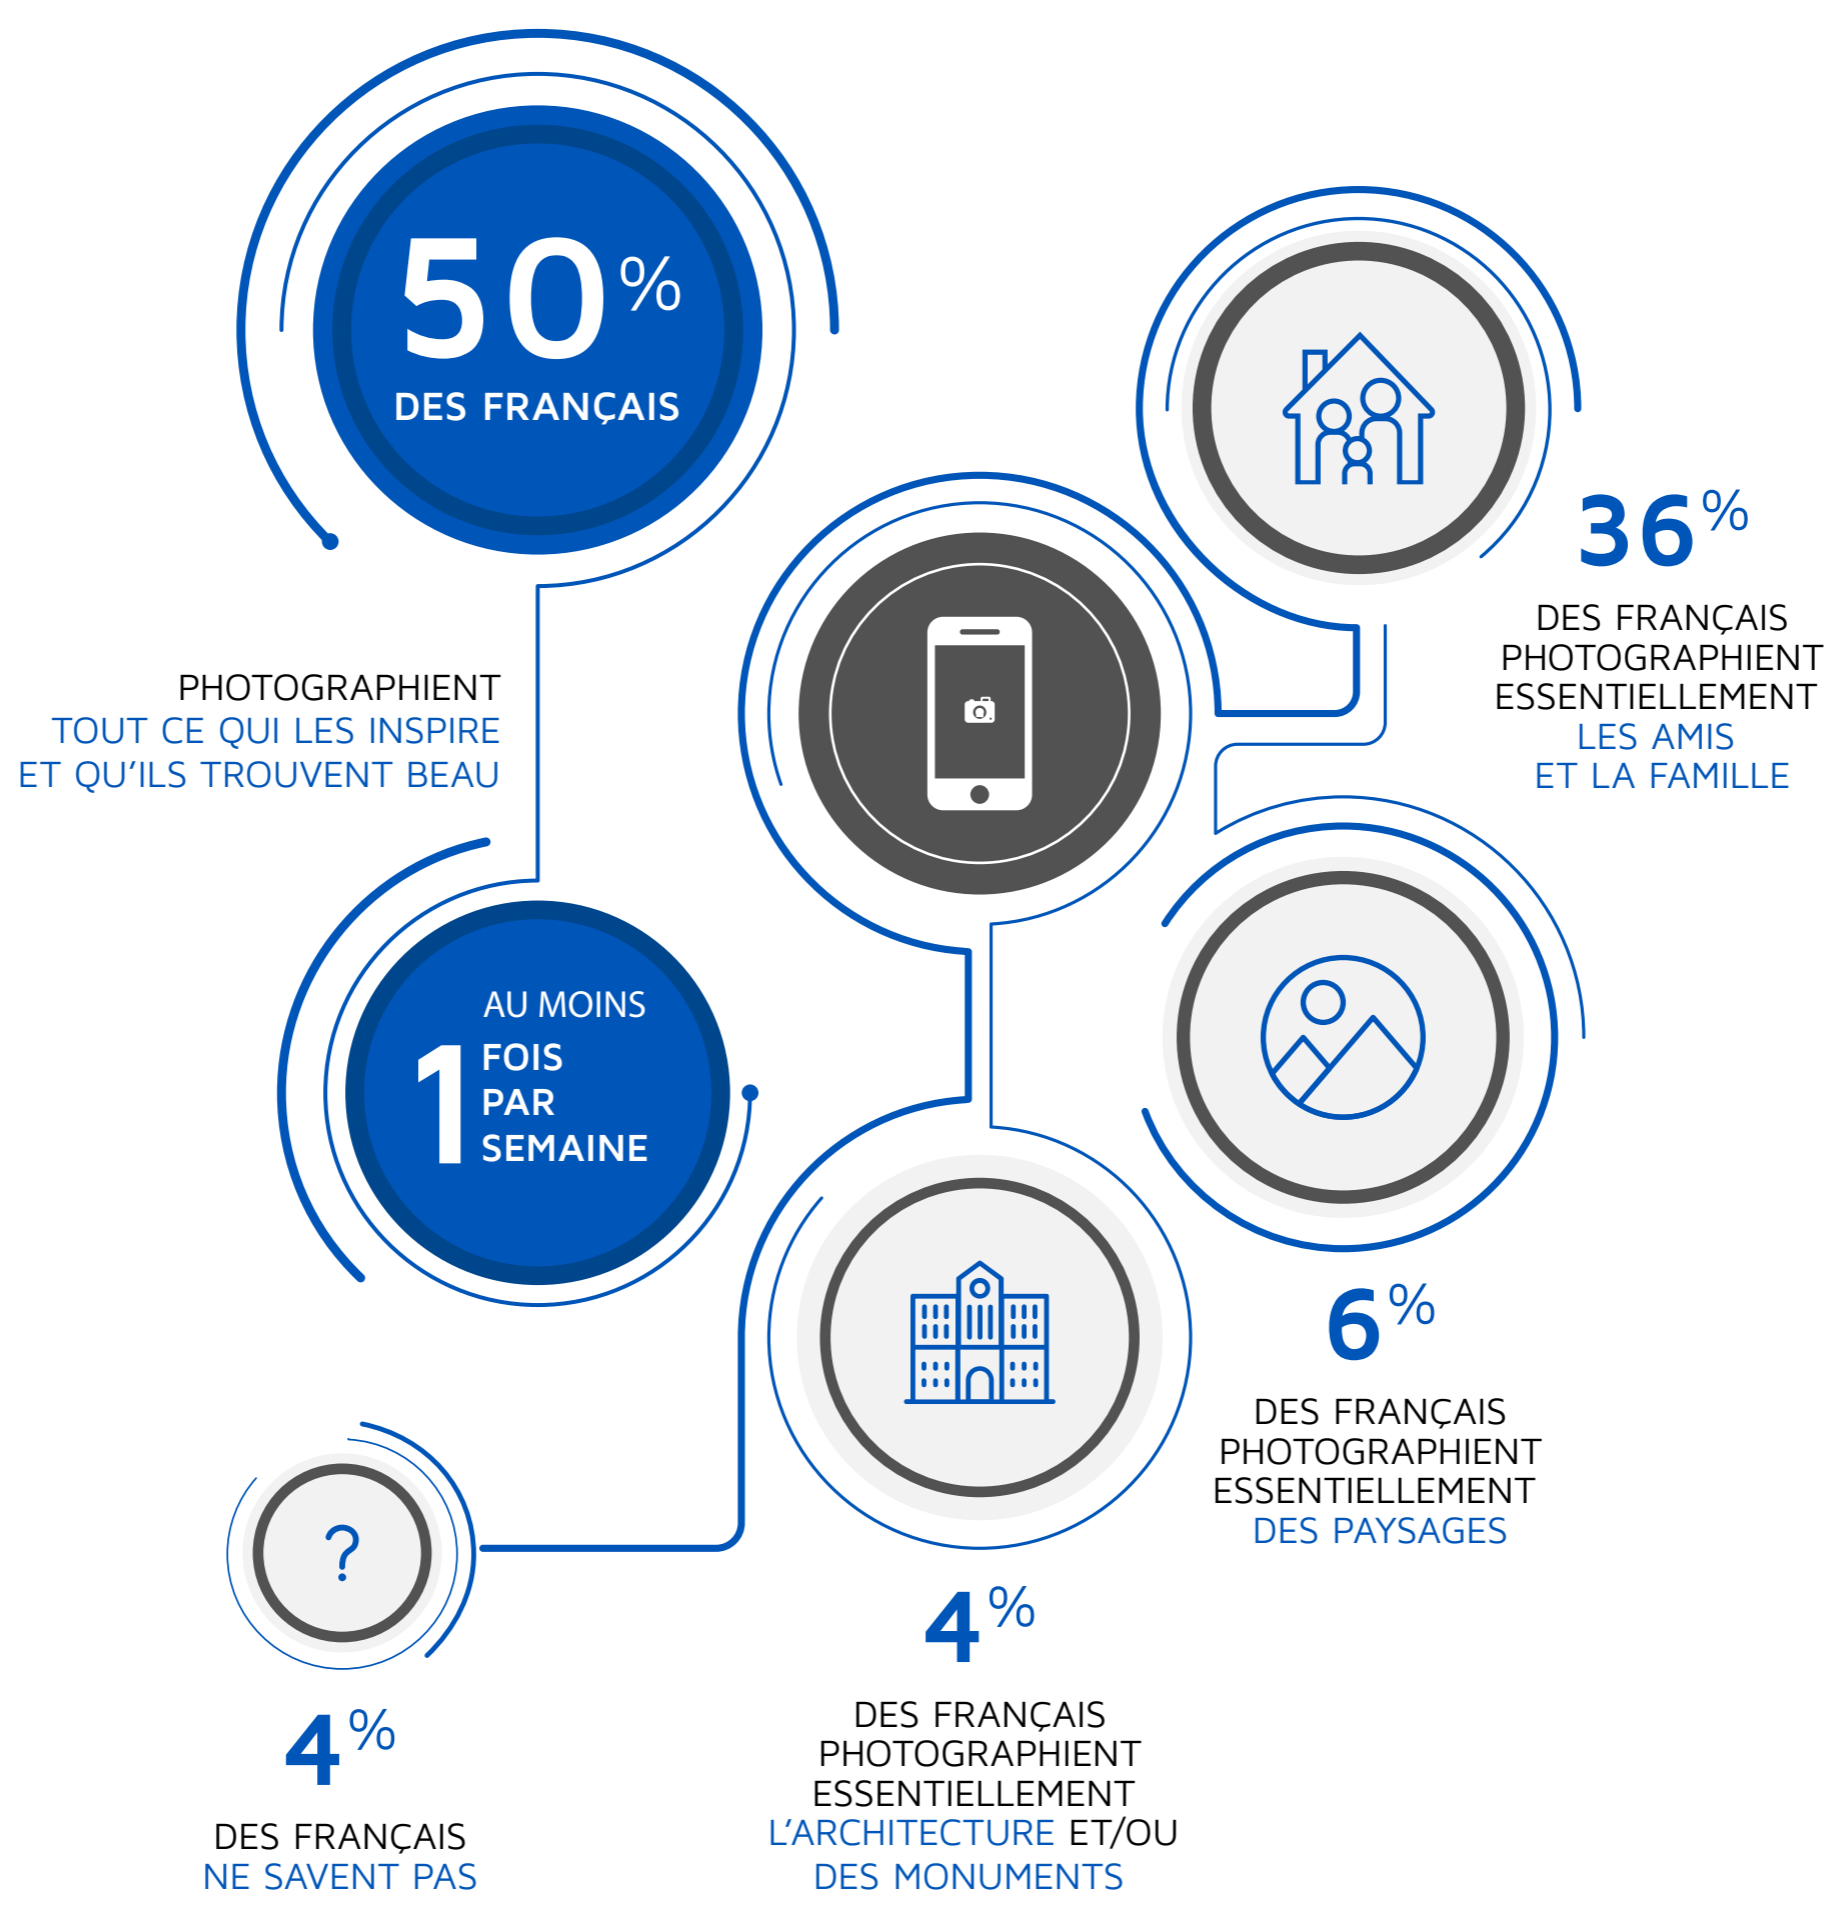 50%
DES FRANÇAIS
PHOTOGRAPHIENT
TOUT CE QUI LES INSPIRE
ET QU'ILS TROUVENT BEAU
AU MOINS
1 FOIS
PAR
SEMAINE
36%
DES FRANÇAIS
PHOTOGRAPHIENT
ESSENTIELLEMENT
LES AMIS
ET LA FAMILLE
6%
DES FRANÇAIS
PHOTOGRAPHIENT
ESSENTIELLEMENT
DES PAYSAGES
4%
DES FRANÇAIS
PHOTOGRAPHIENT
ESSENTIELLEMENT
L'ARCHITECTURE ET/OU
DES MONUMENTS
?
4%
DES FRANÇAIS
NE SAVENT PAS